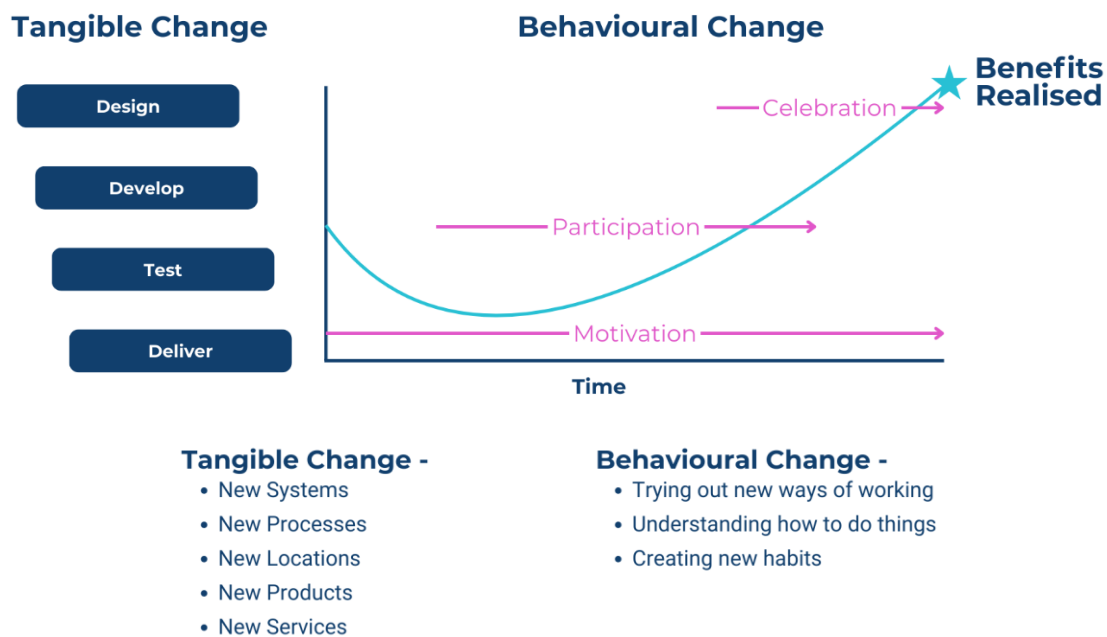 Tangible Change
Behavioural Change
Design
Develop
Test
Deliver
Benefits
Realised
Celebration
Participation
Motivation
Time
Tangible Change -
• New Systems
• New Processes
• New Locations
• New Products
• New Services
Behavioural Change -
• Trying out new ways of working
• Understanding how to do things
• Creating new habits